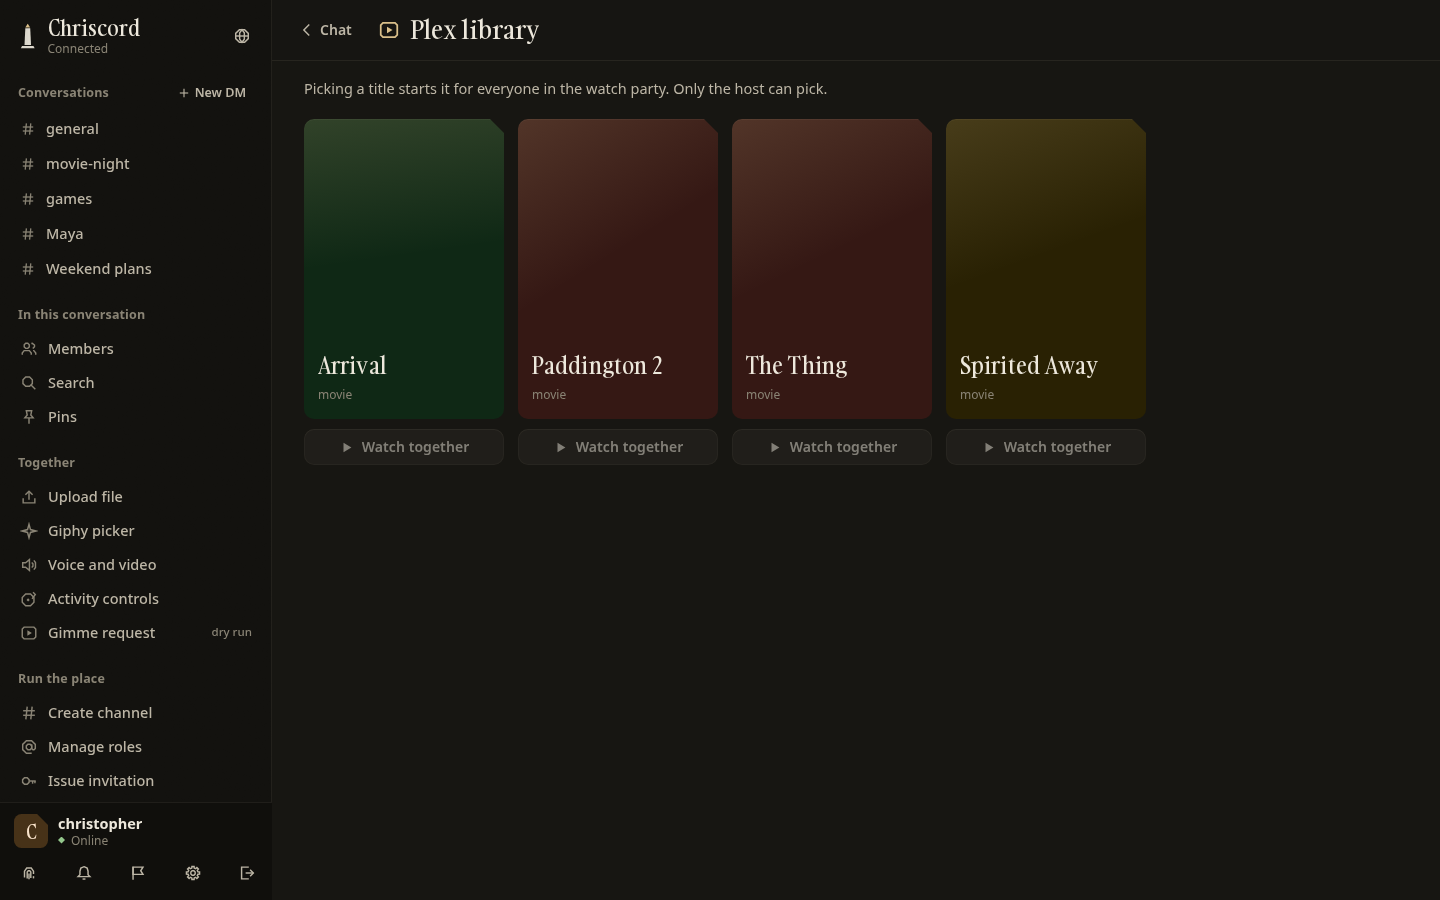 Chriscord
Connected
Conversations
New DM
general
movie-night
games
Maya
Weekend plans
In this conversation
Members
Search
Pins
Together
Upload file
Giphy picker
Voice and video
Activity controls
Gimme request
dry run
Run the place
Create channel
Manage roles
Issue invitation
C
christopher
Online
Chat
Plex library
Picking a title starts it for everyone in the watch party. Only the host can pick.
Arrival
movie
Watch together
Paddington 2
movie
Watch together
The Thing
movie
Watch together
Spirited Away
movie
Watch together